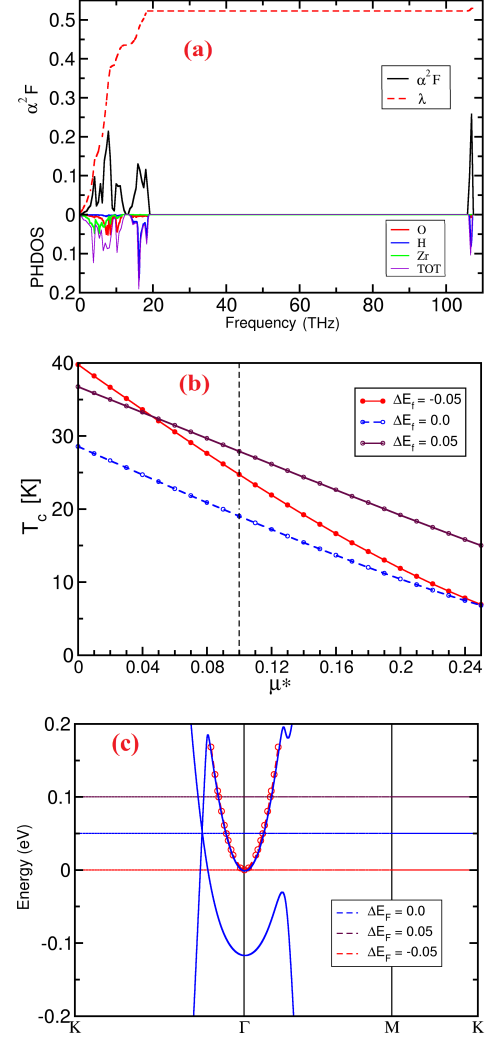 0.5
0.4
0.3
0.2
0.1
0
0.1
0.2
α²F
PHDOS
(a)
α²F
λ
O
H
Zr
TOT
0 20 40 60 80 100
Frequency (THz)
40
30
20
10
0
T_c [K]
(b)
ΔE_f = -0.05
ΔE_f = 0.0
ΔE_f = 0.05
0 0.04 0.08 0.12 0.16 0.2 0.24
μ*
0.2
0.1
0
-0.1
-0.2
Energy (eV)
(c)
ΔE_F = 0.0
ΔE_F = 0.05
ΔE_F = -0.05
K Γ M K